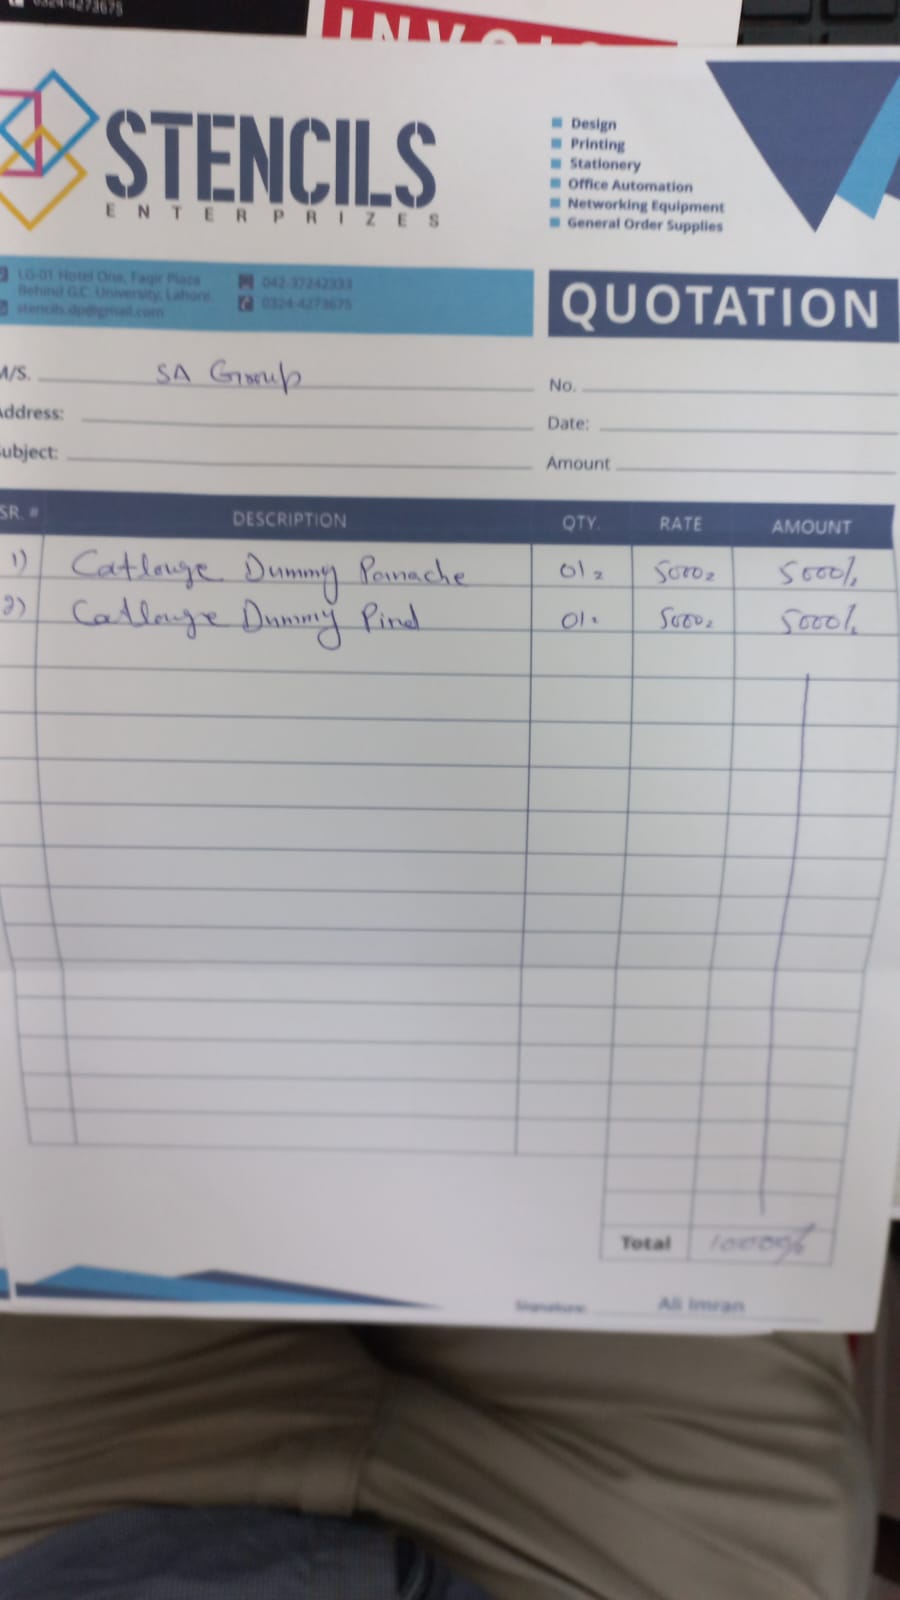 0324-4273675
STENCILS
ENTERPRIZES
Design
Printing
Stationery
Office Automation
Networking Equipment
General Order Supplies
LG-01 Hotel One, Faqir Plaza
Behind G.C. University, Lahore.
stencils.dp@gmail.com
042-37242333
0324-4273675
QUOTATION
M/S. SA Group
No.
Address:
Date:
Subject:
Amount
SR. # DESCRIPTION QTY. RATE AMOUNT
1) Catlouge Dummy Panache 01 5000 5000/
2) Catlouge Dummy Pind 01 5000 5000/
Total 10000/
Signature: Ali Imran